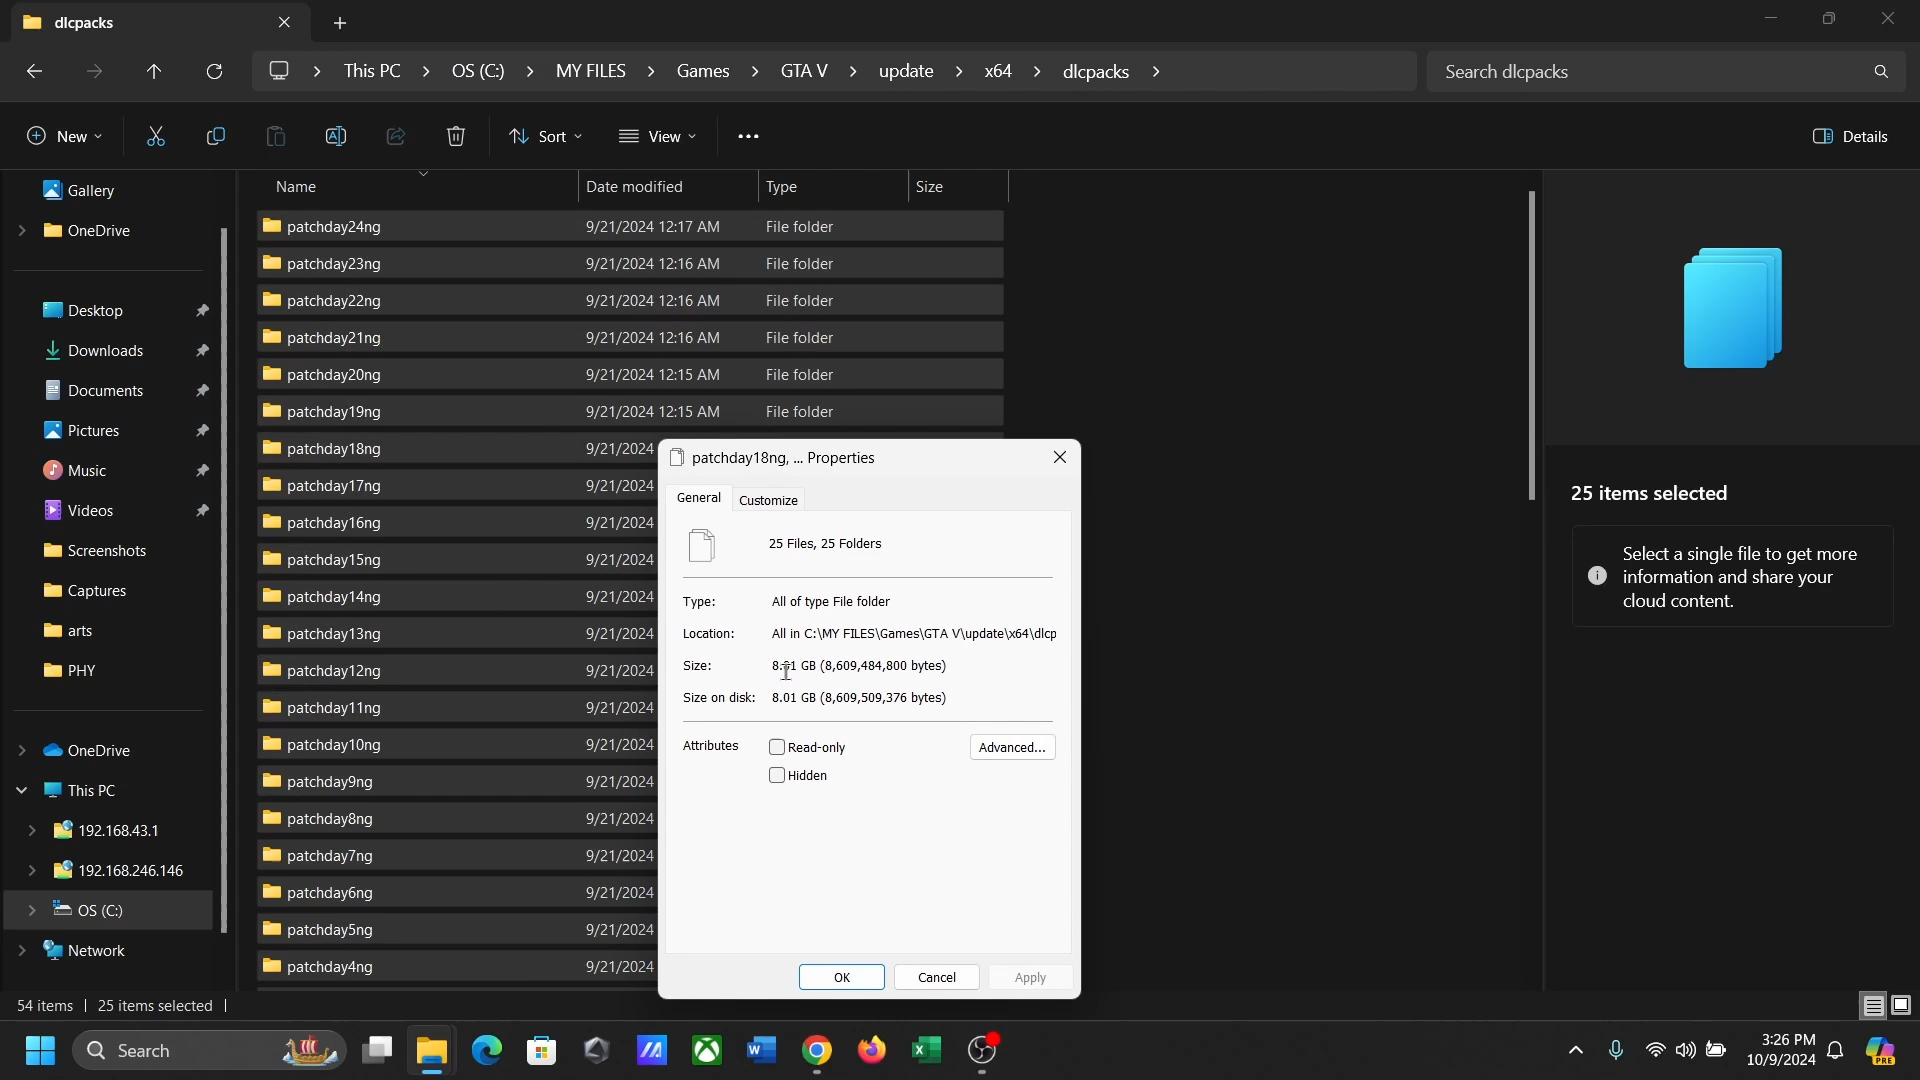 dlcpacks
This PC > OS (C:) > MY FILES > Games > GTA V > update > x64 > dlcpacks >
Search dlcpacks
New
Sort
View
Details
Gallery
OneDrive
Desktop
Downloads
Documents
Pictures
Music
Videos
Screenshots
Captures
arts
PHY
OneDrive
This PC
192.168.43.1
192.168.246.146
OS (C:)
Network
Name Date modified Type Size
patchday24ng 9/21/2024 12:17 AM File folder
patchday23ng 9/21/2024 12:16 AM File folder
patchday22ng 9/21/2024 12:16 AM File folder
patchday21ng 9/21/2024 12:16 AM File folder
patchday20ng 9/21/2024 12:15 AM File folder
patchday19ng 9/21/2024 12:15 AM File folder
patchday18ng 9/21/2024
patchday17ng 9/21/2024
patchday16ng 9/21/2024
patchday15ng 9/21/2024
patchday14ng 9/21/2024
patchday13ng 9/21/2024
patchday12ng 9/21/2024
patchday11ng 9/21/2024
patchday10ng 9/21/2024
patchday9ng 9/21/2024
patchday8ng 9/21/2024
patchday7ng 9/21/2024
patchday6ng 9/21/2024
patchday5ng 9/21/2024
patchday4ng 9/21/2024
patchday18ng, ... Properties
General Customize
25 Files, 25 Folders
Type: All of type File folder
Location: All in C:\MY FILES\Games\GTA V\update\x64\dlcp
Size: GB (8,609,484,800 bytes)
Size on disk: 8.01 GB (8,609,509,376 bytes)
Attributes Read-only Advanced...
Hidden
OK Cancel Apply
25 items selected
Select a single file to get more
information and share your
cloud content.
54 items 25 items selected
Search
3:26 PM
10/9/2024
PRE